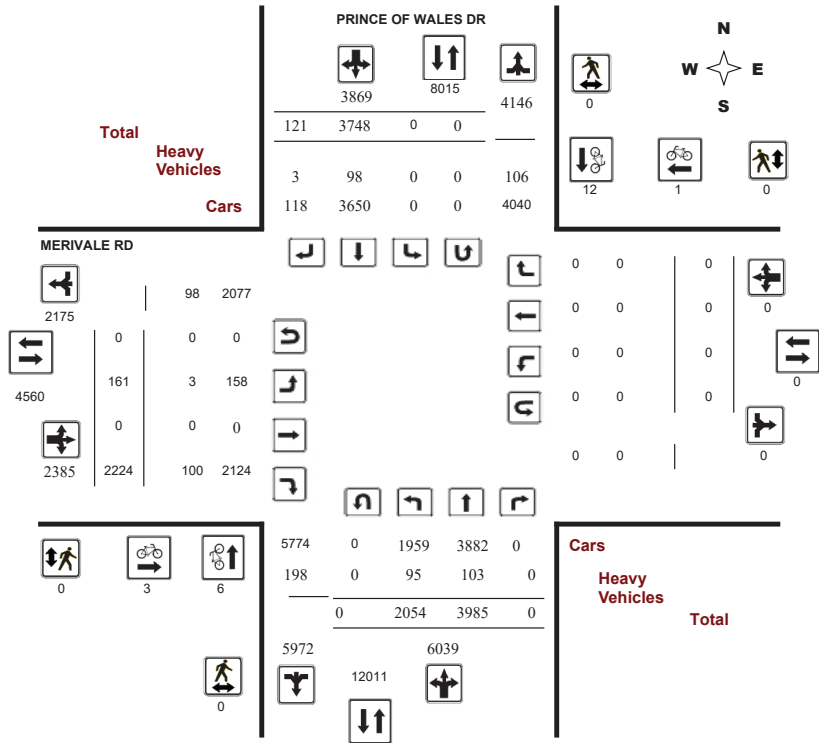 PRINCE OF WALES DR
N
W E
S
3869
8015
4146
0
121 3748 0 0
Total
Heavy
Vehicles
3 98 0 0 106
12 1 0
Cars
118 3650 0 0 4040
MERIVALE RD
98 2077
2175
0 0 0
161 3 158
4560
0 0 0
2385
2224 100 2124
0 0 0
0
0 0 0
0 0 0
0
0 0 0
0 0
0
5774 0 1959 3882 0
198 0 95 103 0
0 2054 3985 0
Cars
Heavy
Vehicles
Total
0 3 6
5972
12011
6039
0